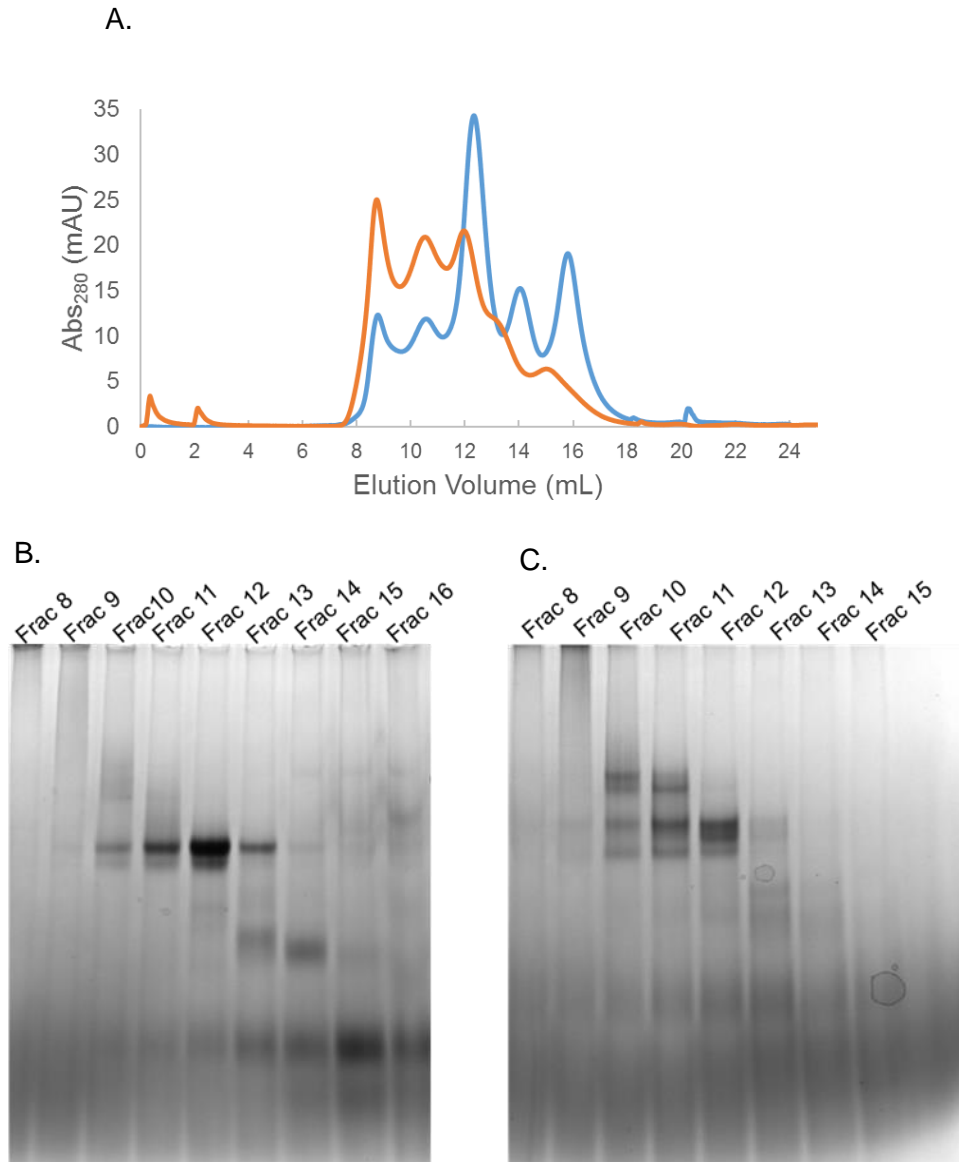 A.
35
30
25
20
15
10
5
0
Abs280 (mAU)
0 2 4 6 8 10 12 14 16 18 20 22 24
Elution Volume (mL)
B.
Frac 8 Frac 9 Frac10 Frac 11 Frac 12 Frac 13 Frac 14 Frac 15 Frac 16
C.
Frac 8 Frac 9 Frac 10 Frac 11 Frac 12 Frac 13 Frac 14 Frac 15